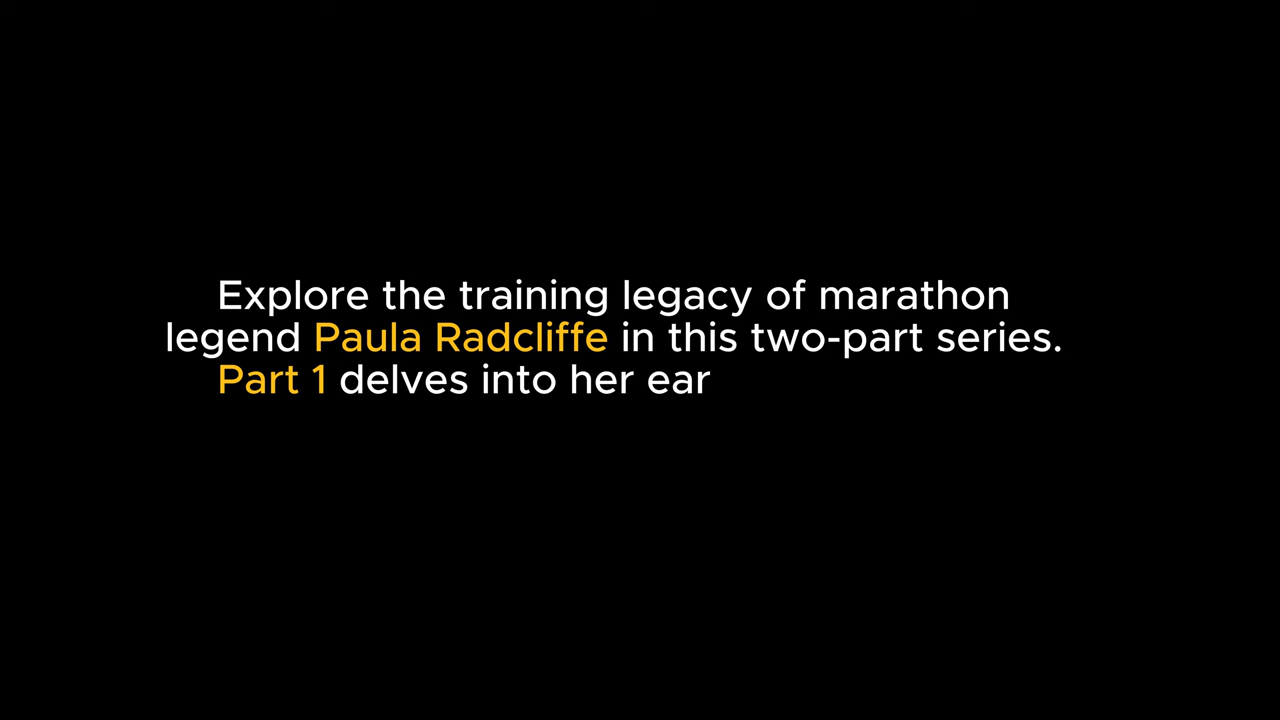 Explore the training legacy of marathon
legend Paula Radcliffe in this two-part series.
Part 1 delves into her ear